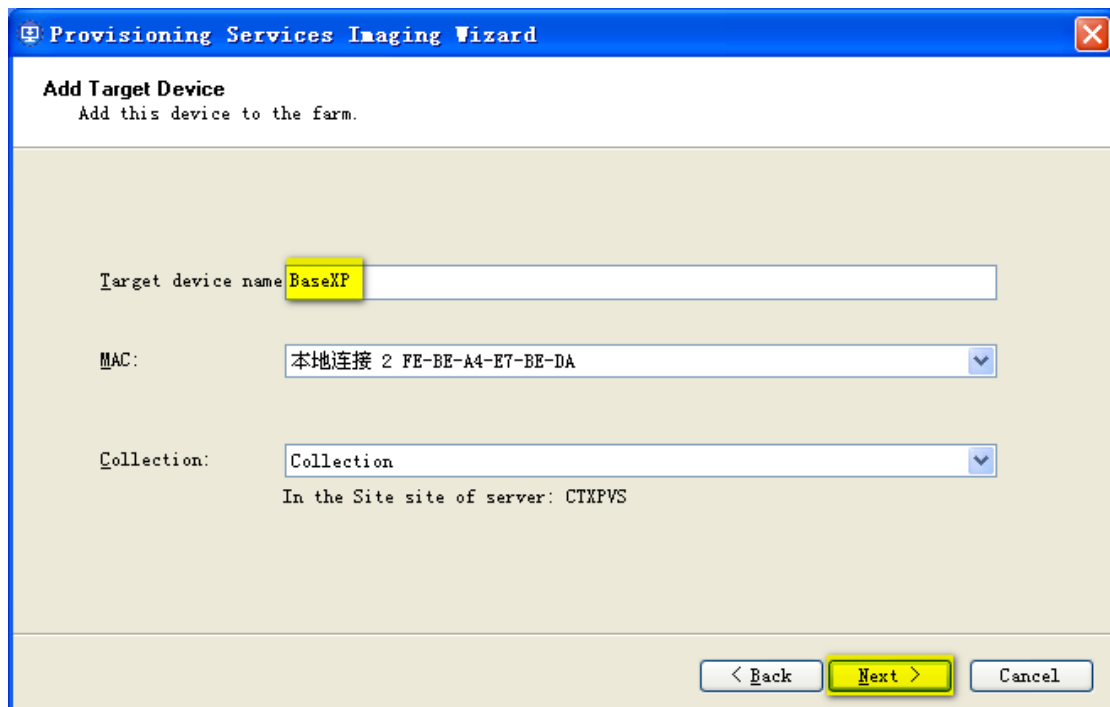 Provisioning Services Imaging Wizard
Add Target Device
Add this device to the farm.
Target device name BaseXP
MAC: 本地连接 2 FE-BE-A4-E7-BE-DA
Collection: Collection
In the Site site of server: CTXPVS
< Back Next > Cancel